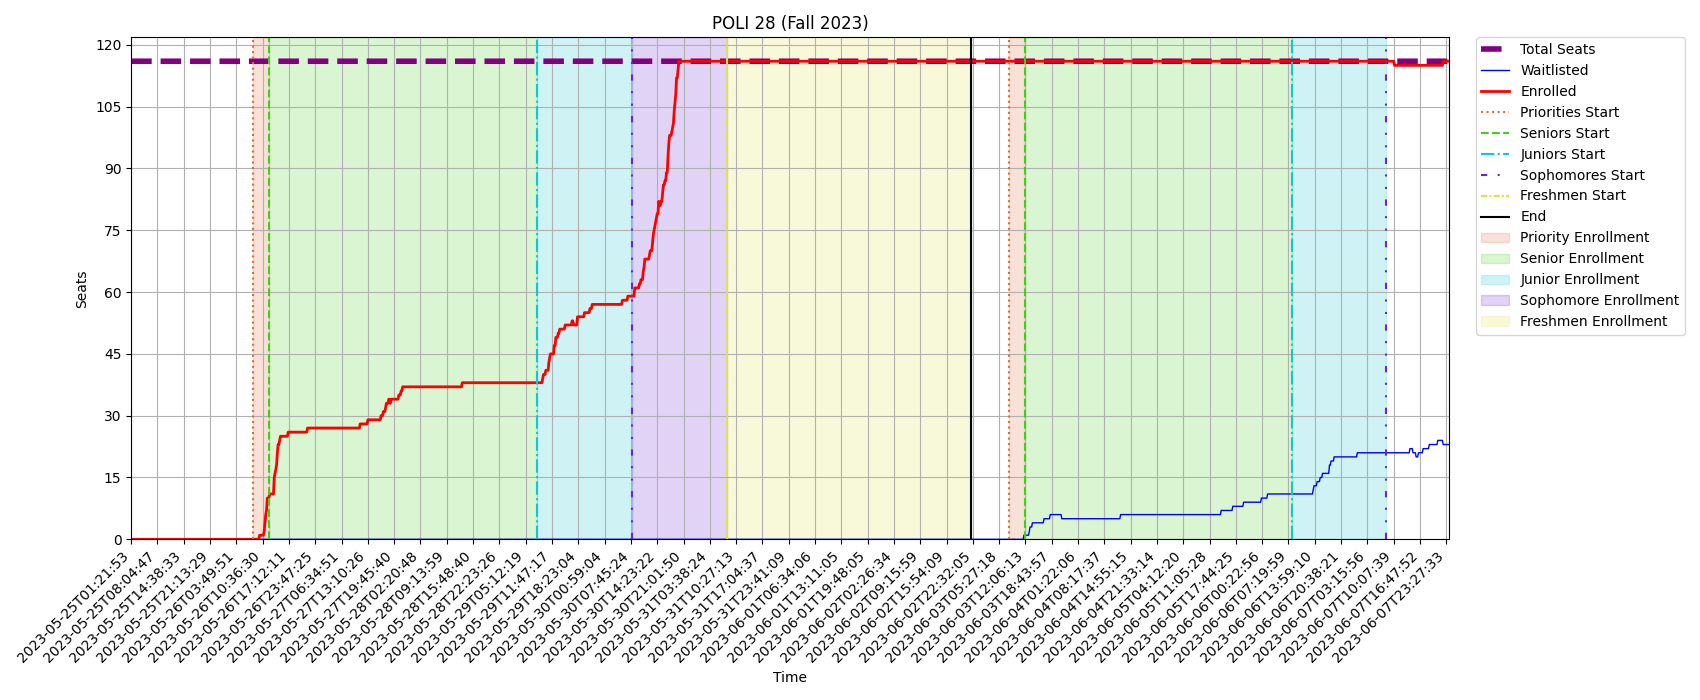 POLI 28 (Fall 2023)
120
105
90
75
60
45
30
15
0
Seats
2023-05-25T01:21:53
2023-05-25T08:04:47
2023-05-25T14:38:33
2023-05-25T21:13:29
2023-05-26T03:49:51
2023-05-26T10:36:30
2023-05-26T17:12:11
2023-05-26T23:47:25
2023-05-27T06:34:51
2023-05-27T13:10:26
2023-05-27T19:45:40
2023-05-28T02:20:48
2023-05-28T09:13:59
2023-05-28T15:48:40
2023-05-28T22:23:26
2023-05-29T05:12:19
2023-05-29T11:47:17
2023-05-29T18:23:04
2023-05-30T00:59:04
2023-05-30T07:45:24
2023-05-30T14:23:22
2023-05-30T21:01:50
2023-05-31T03:38:24
2023-05-31T10:27:13
2023-05-31T17:04:37
2023-05-31T23:41:09
2023-06-01T06:34:06
2023-06-01T13:11:05
2023-06-01T19:48:05
2023-06-02T02:26:34
2023-06-02T09:15:59
2023-06-02T15:54:09
2023-06-02T22:32:05
2023-06-03T05:27:18
2023-06-03T12:06:13
2023-06-03T18:43:57
2023-06-04T01:22:06
2023-06-04T08:17:37
2023-06-04T14:55:15
2023-06-04T21:33:14
2023-06-05T04:12:20
2023-06-05T11:05:28
2023-06-05T17:44:25
2023-06-06T00:22:56
2023-06-06T07:19:59
2023-06-06T13:59:10
2023-06-06T20:38:21
2023-06-07T03:15:56
2023-06-07T10:07:39
2023-06-07T16:47:52
2023-06-07T23:27:33
Time
Total Seats
Waitlisted
Enrolled
Priorities Start
Seniors Start
Juniors Start
Sophomores Start
Freshmen Start
End
Priority Enrollment
Senior Enrollment
Junior Enrollment
Sophomore Enrollment
Freshmen Enrollment